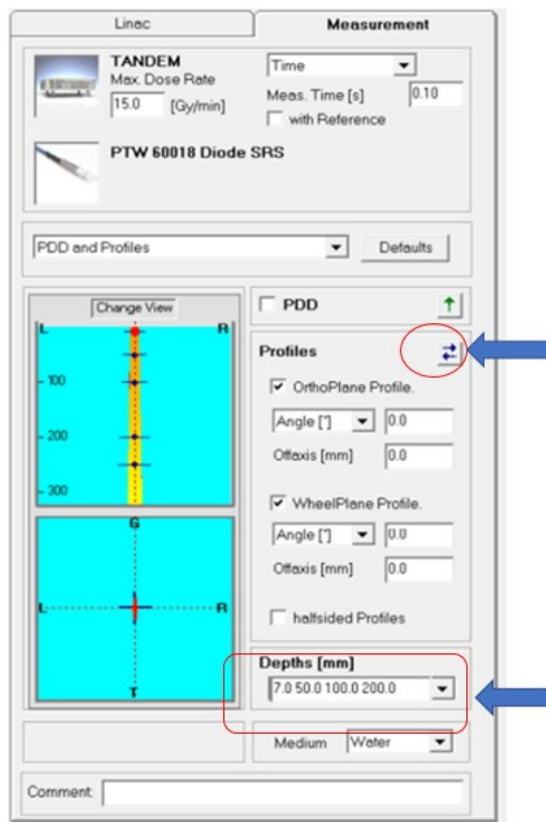 Linac
Measurement
TANDEM
Max. Dose Rate
15.0 [Gy/min]
Time
Meas. Time [s] 0.10
with Reference
PTW 60018 Diode SRS
PDD and Profiles
Defaults
Change View
L R
- 100
- 200
- 300
G
L R
T
PDD
Profiles
OrthoPlane Profile.
Angle [°] 0.0
Offaxis [mm] 0.0
WheelPlane Profile.
Angle [°] 0.0
Offaxis [mm] 0.0
halfsided Profiles
Depths [mm]
7.0 50.0 100.0 200.0
Medium Water
Comment: